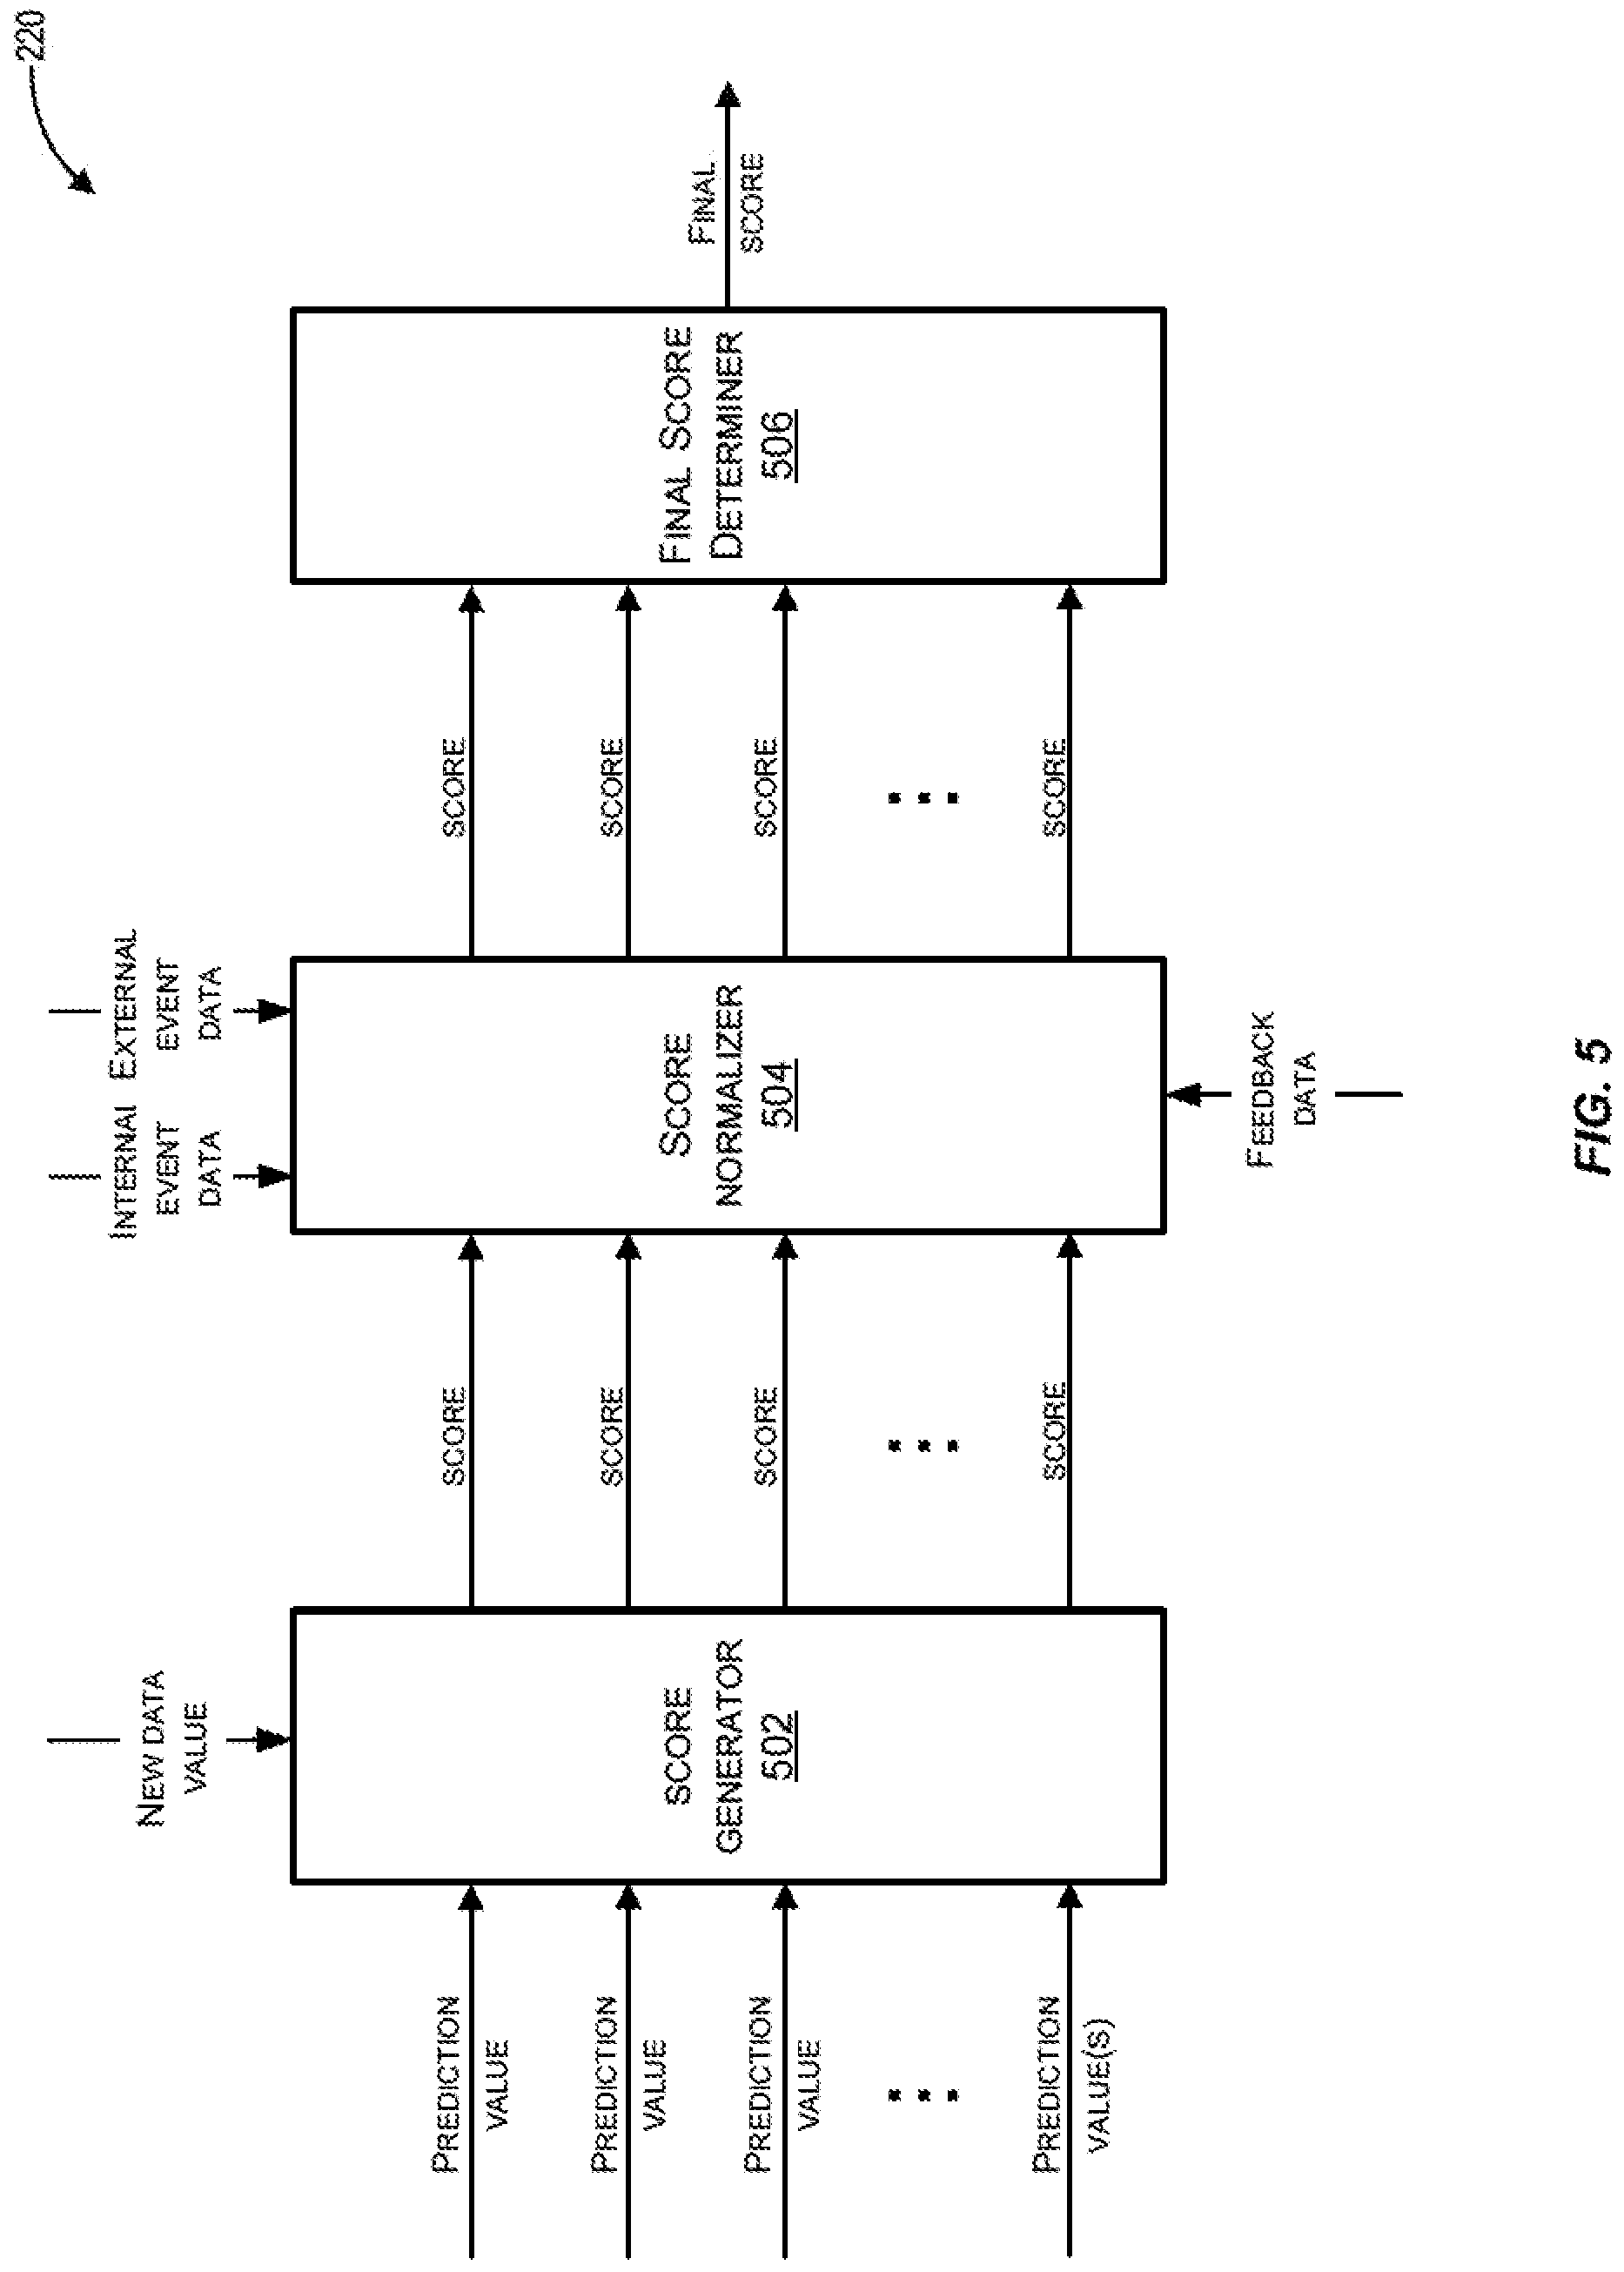 220
NEW DATA
VALUE
INTERNAL
EVENT
DATA
EXTERNAL
EVENT
DATA
PREDICTION
VALUE
PREDICTION
VALUE
PREDICTION
VALUE
...
PREDICTION
VALUE(S)
SCORE
GENERATOR
502
SCORE
SCORE
SCORE
...
SCORE
SCORE
NORMALIZER
504
SCORE
SCORE
SCORE
...
SCORE
FINAL SCORE
DETERMINER
506
FINAL
SCORE
FEEDBACK
DATA
FIG. 5